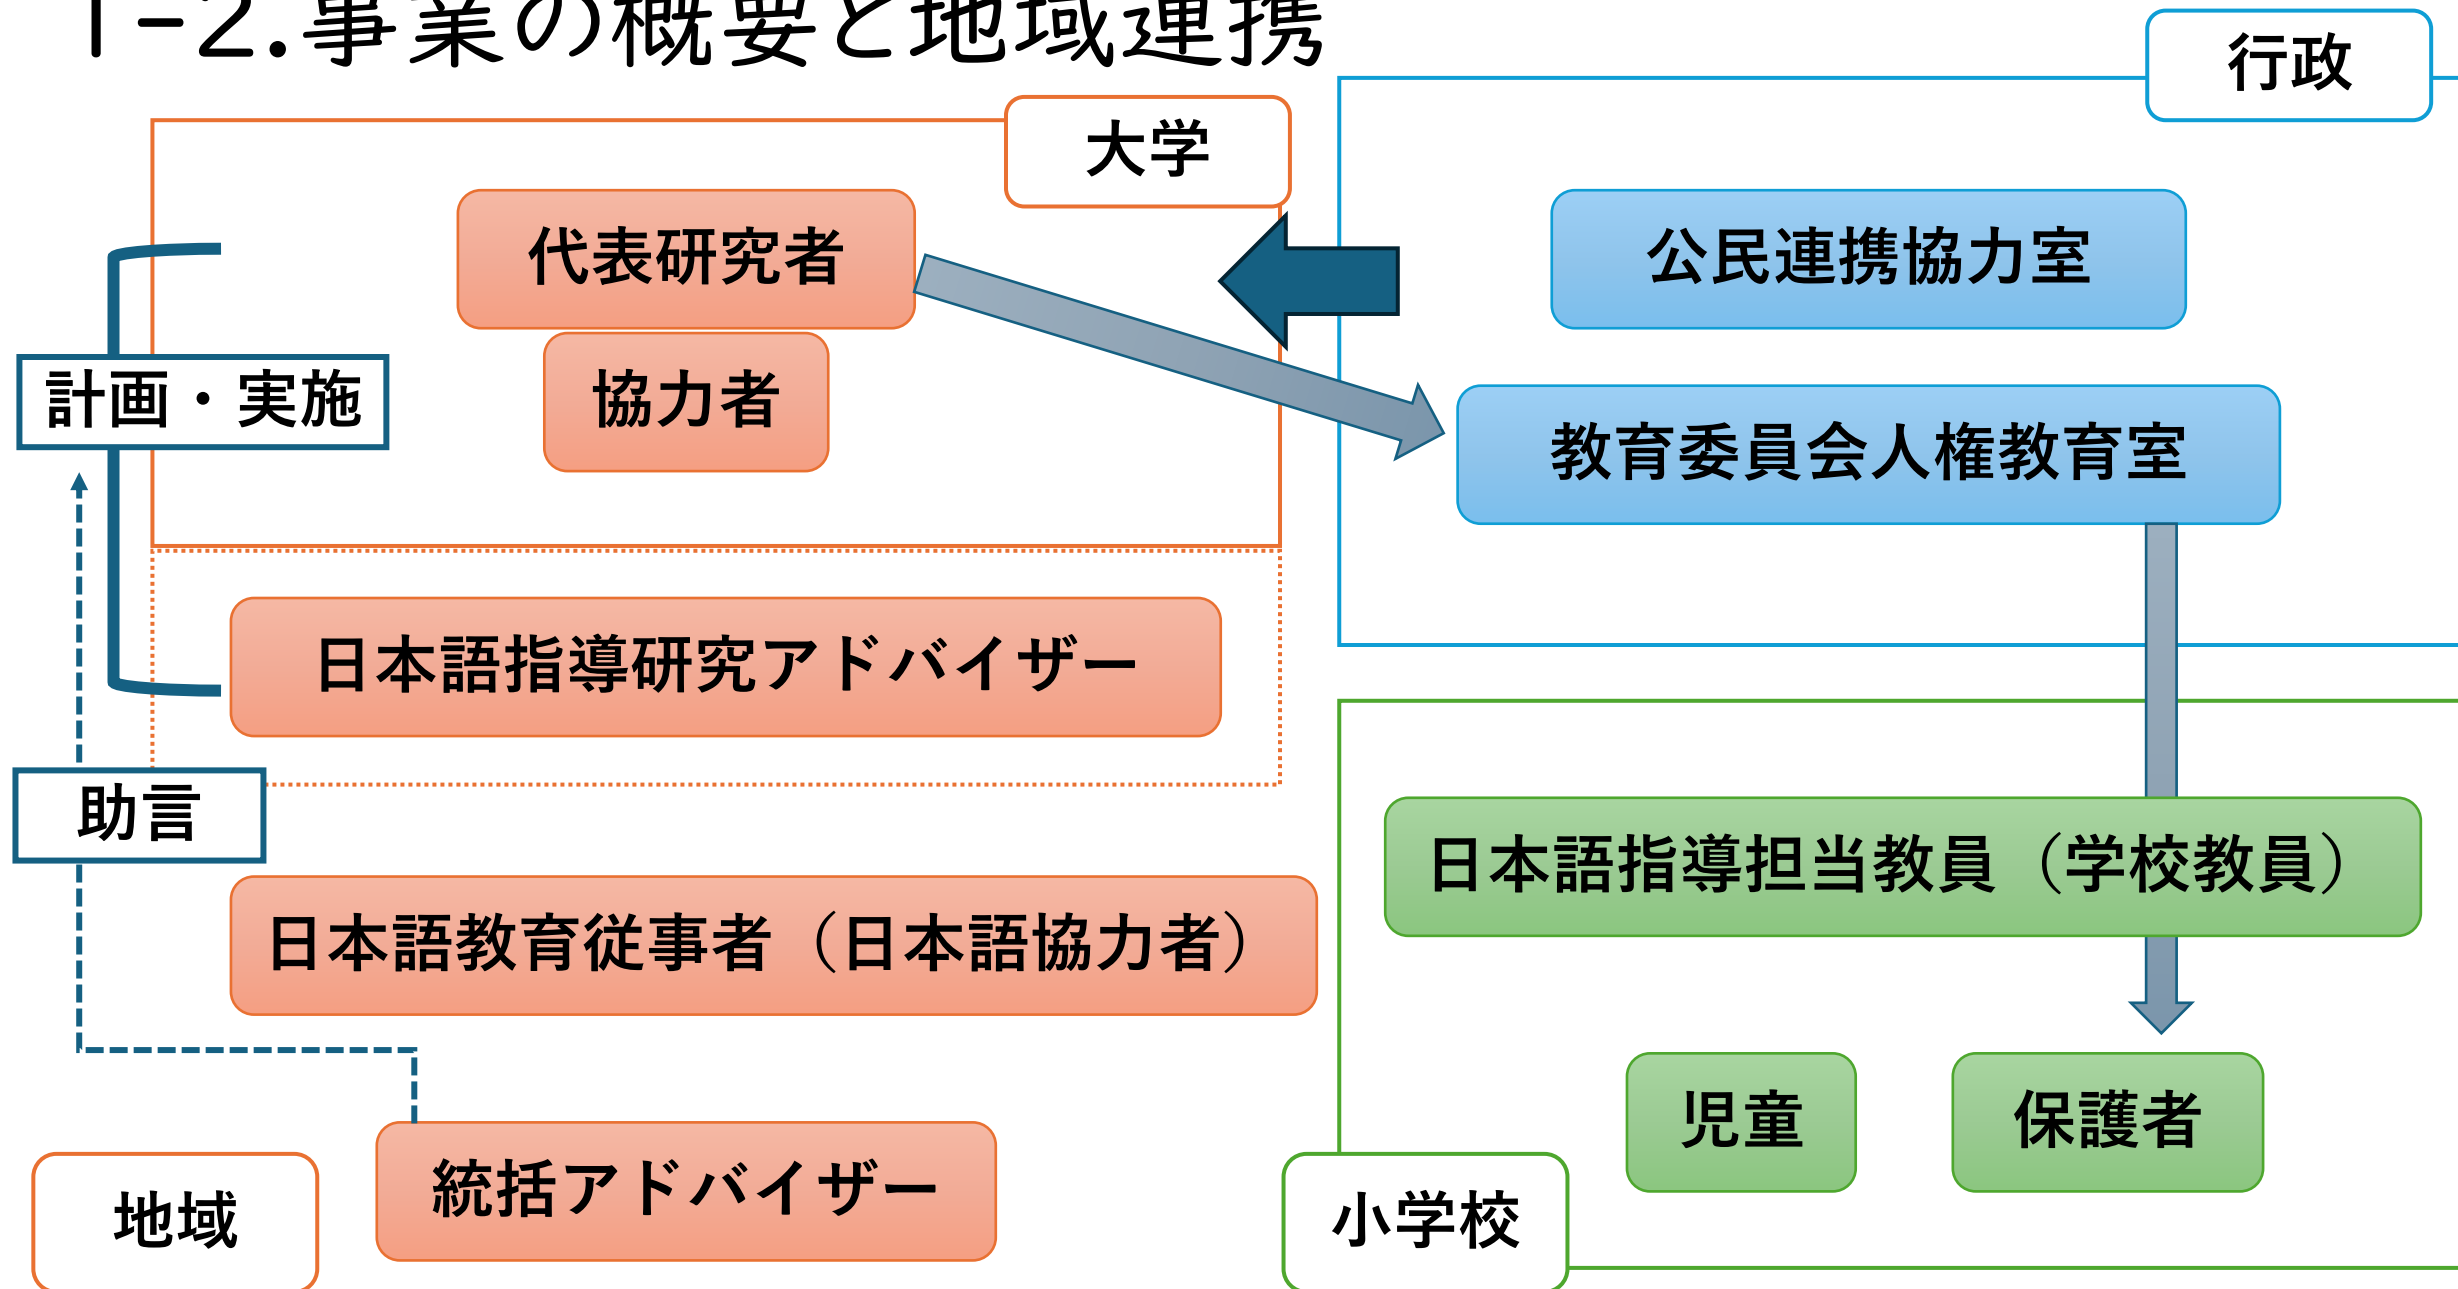 1-2.事業の概要と地域連携
行政
大学
代表研究者
公民連携協力室
計画・実施
協力者
教育委員会人権教育室
日本語指導研究アドバイザー
助言
日本語指導担当教員（学校教員）
日本語教育従事者（日本語協力者）
児童
保護者
統括アドバイザー
地域
小学校